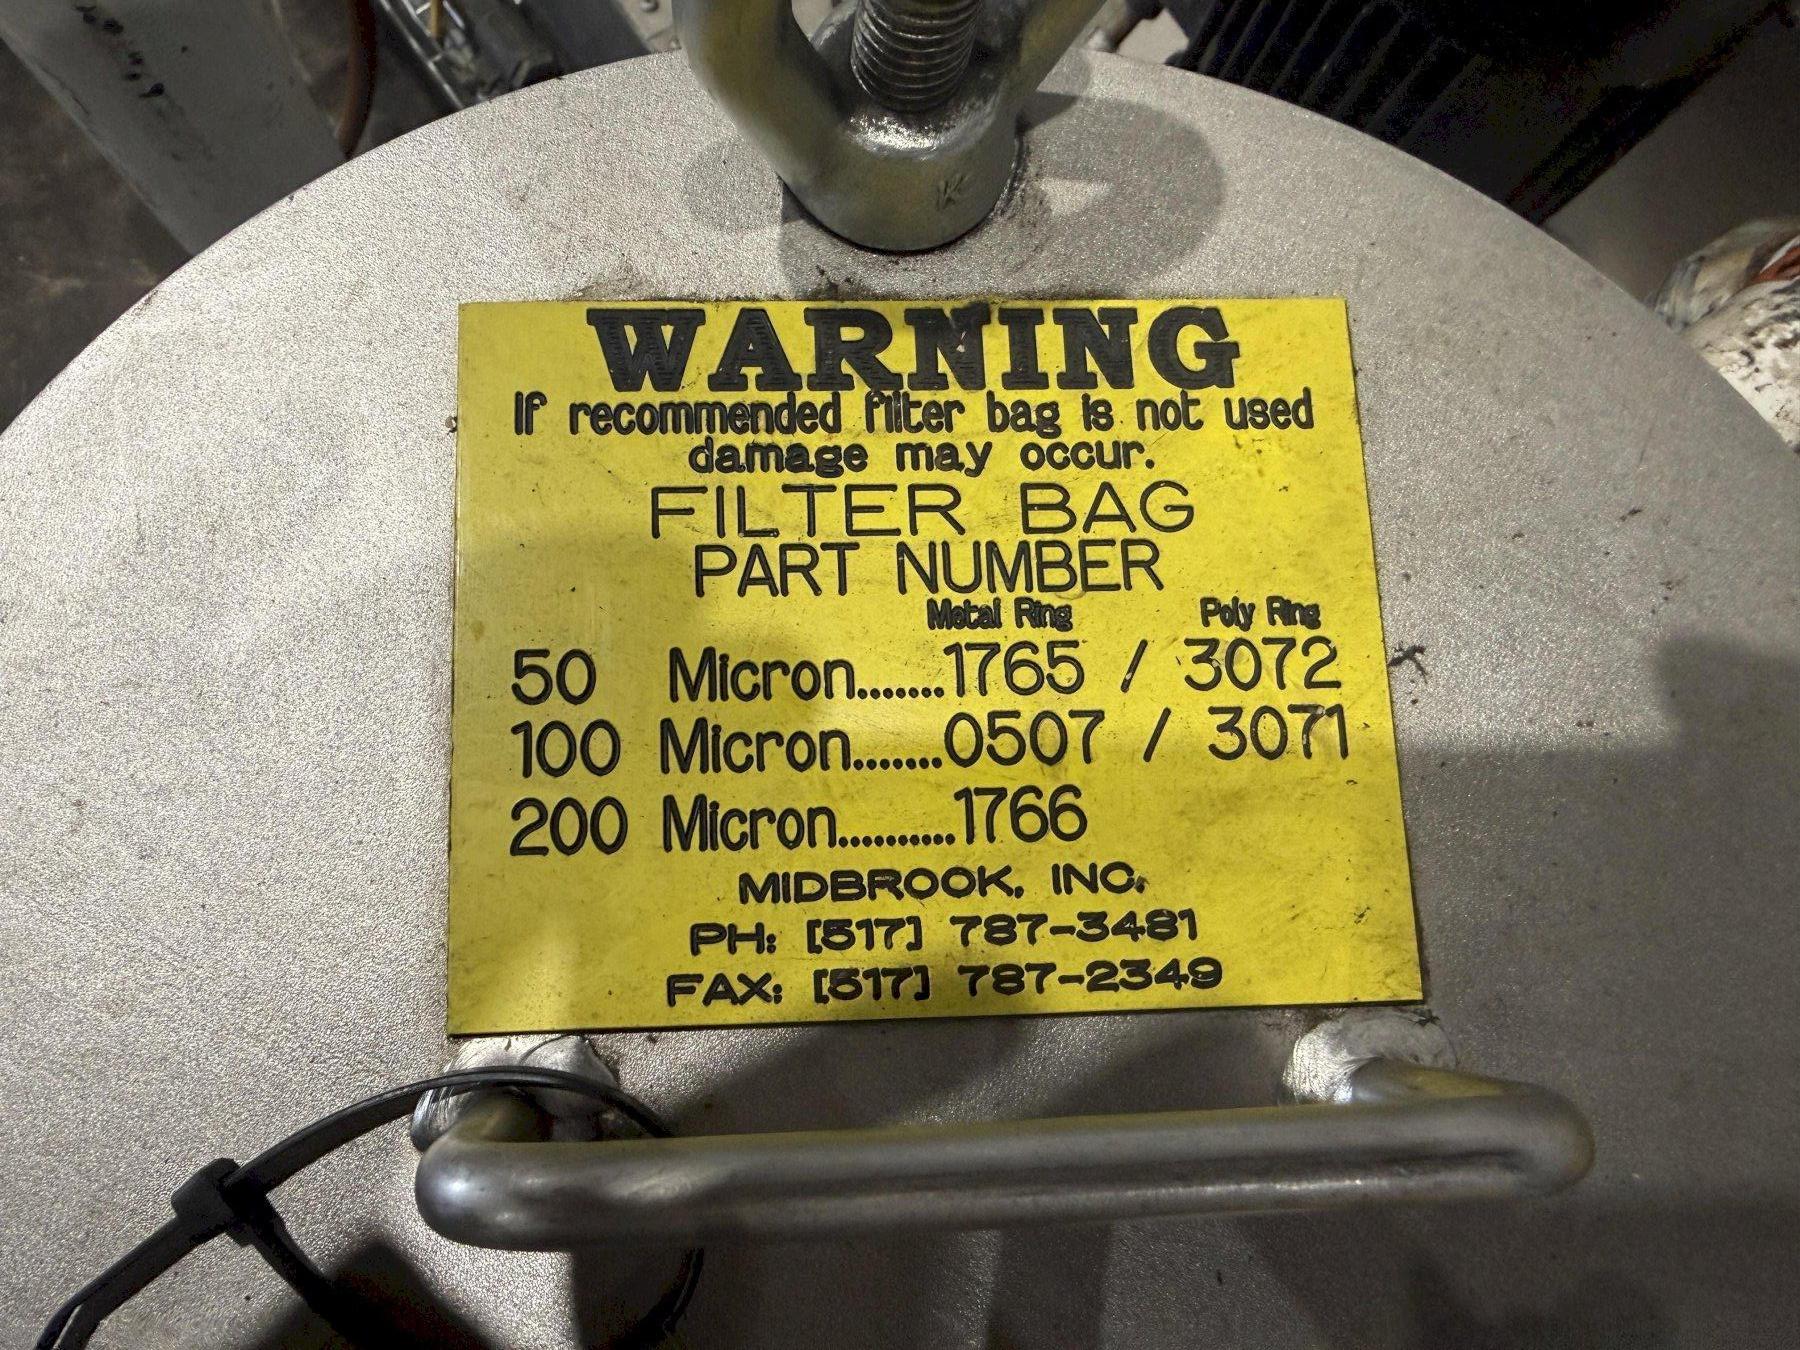 WARNING
If recommended filter bag is not used
damage may occur.
FILTER BAG
PART NUMBER
Metal Ring Poly Ring
50 Micron.......1765 / 3072
100 Micron.......0507 / 3071
200 Micron..........1766
MIDBROOK, INC.
PH: [517] 787-3481
FAX: [517] 787-2349